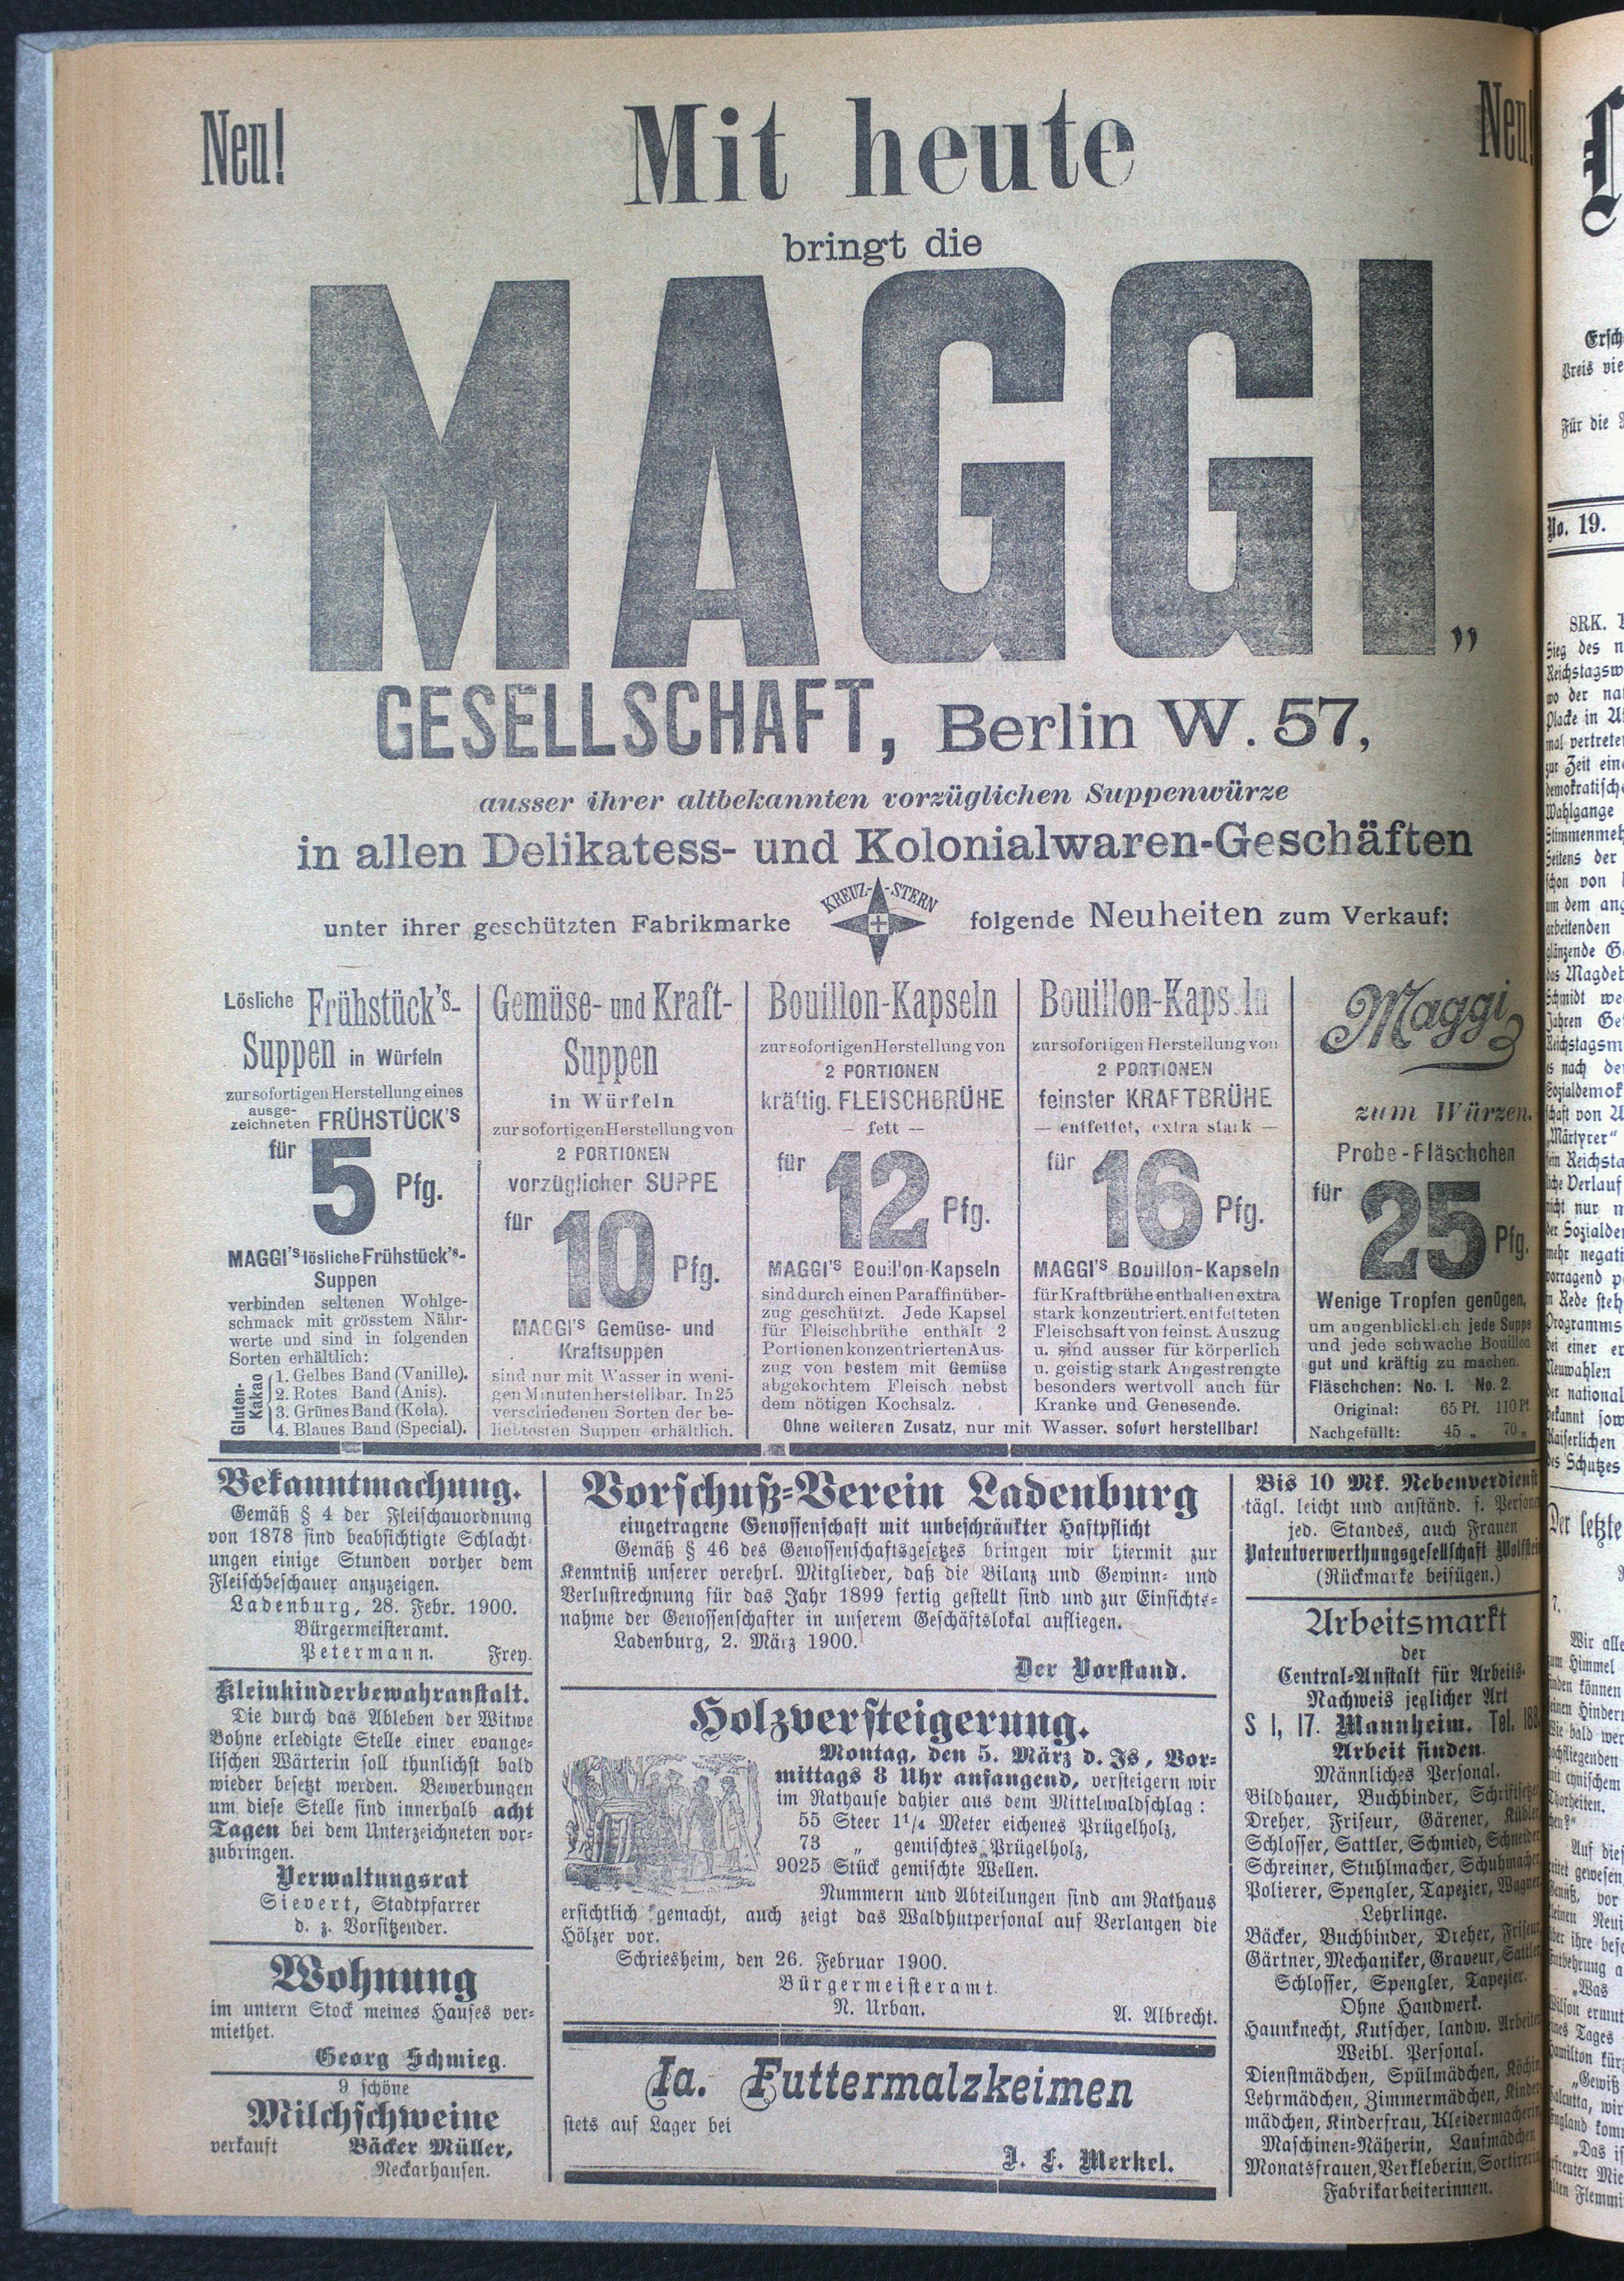 Neu!
Mit heute
Neu!
bringt die
MAGGI„
GESELLSCHAFT, Berlin W. 57,
ausser ihrer altbekannten vorzüglichen Suppenwürze
in allen Delikatess- und Kolonialwaren-Geschäften
unter ihrer geschützten Fabrikmarke
KREUZ-STERN
folgende Neuheiten zum Verkauf:
Lösliche Frühstück's-
Suppen in Würfeln
zur sofortigen Herstellung eines
ausge-
zeichneten FRÜHSTÜCK'S
für 5 Pfg.
MAGGI's lösliche Frühstück's-
Suppen
verbinden seltenen Wohlge-
schmack mit grösstem Nähr-
werte und sind in folgenden
Sorten erhältlich:
Gluten-
Kakao
1. Gelbes Band (Vanille).
2. Rotes Band (Anis).
3. Grünes Band (Kola).
4. Blaues Band (Special).
Gemüse- und Kraft-
Suppen
in Würfeln
zur sofortigen Herstellung von
2 PORTIONEN
vorzüglicher SUPPE
für 10 Pfg.
MAGGI'S Gemüse- und
Kraftsuppen
sind nur mit Wasser in weni-
gen Minuten herstellbar. In 25
verschiedenen Sorten der be-
liebtesten Suppen erhältlich.
Bouillon-Kapseln
zur sofortigen Herstellung von
2 PORTIONEN
kräftig. FLEISCHBRÜHE
— fett —
für 12 Pfg.
MAGGI'S Bouillon-Kapseln
sind durch einen Paraffinüber-
zug geschützt. Jede Kapsel
für Fleischbrühe enthält 2
Portionen konzentrierten Aus-
zug von bestem mit Gemüse
abgekochtem Fleisch nebst
dem nötigen Kochsalz.
Bouillon-Kapseln
zur sofortigen Herstellung von
2 PORTIONEN
feinster KRAFTBRÜHE
— entfettet, extra stark —
für 16 Pfg.
MAGGI'S Bouillon-Kapseln
für Kraftbrühe enthalten extra
stark konzentriert. entfetteten
Fleischsaft von feinst. Auszug
u. sind ausser für körperlich
u. geistig stark Angestrengte
besonders wertvoll auch für
Kranke und Genesende.
Ohne weiteren Zusatz, nur mit Wasser. sofort herstellbar!
Maggi
zum Würzen.
Probe-Fläschchen
für 25 Pfg.
Wenige Tropfen genügen,
um augenblicklich jede Suppe
und jede schwache Bouillon
gut und kräftig zu machen.
Fläschchen: No. 1. No. 2.
Original: 65 Pf. 110 Pf.
Nachgefüllt: 45 „ 70 „
Bekanntmachung.
Gemäß § 4 der Fleischauordnung
von 1878 sind beabsichtigte Schlacht-
ungen einige Stunden vorher dem
Fleischbeschauer anzuzeigen.
Ladenburg, 28. Febr. 1900.
Bürgermeisteramt.
Petermann. Frey.
Kleinkinderbewahranstalt.
Die durch das Ableben der Witwe
Bohne erledigte Stelle einer evange-
lischen Wärterin soll thunlichst bald
wieder besetzt werden. Bewerbungen
um diese Stelle sind innerhalb acht
Tagen bei dem Unterzeichneten vor-
zubringen.
Verwaltungsrat
Sievert, Stadtpfarrer
d. z. Vorsitzender.
Wohnung
im untern Stock meines Hauses ver-
miethet.
Georg Schmieg.
9 schöne
Milchschweine
verkauft Bäcker Müller,
Neckarhausen.
Vorschuß-Verein Ladenburg
eingetragene Genossenschaft mit unbeschränkter Haftpflicht
Gemäß § 46 des Genossenschaftsgesetzes bringen wir hiermit zur
Kenntniß unserer verehrl. Mitglieder, daß die Bilanz und Gewinn- und
Verlustrechnung für das Jahr 1899 fertig gestellt sind und zur Einsichts-
nahme der Genossenschafter in unserem Geschäftslokal aufliegen.
Ladenburg, 2. März 1900.
Der Vorstand.
Holzversteigerung.
Montag, den 5. März d. Js, Vor-
mittags 8 Uhr anfangend, versteigern wir
im Rathause dahier aus dem Mittelwaldschlag:
55 Steer 1¹/₄ Meter eichenes Prügelholz,
73 „ gemischtes Prügelholz,
9025 Stück gemischte Wellen.
Nummern und Abteilungen sind am Rathaus
ersichtlich gemacht, auch zeigt das Waldhutpersonal auf Verlangen die
Hölzer vor.
Schriesheim, den 26. Februar 1900.
Bürgermeisteramt.
N. Urban. A. Albrecht.
Ia. Futtermalzkeimen
stets auf Lager bei
J. F. Merkel.
Bis 10 Mk. Nebenverdienst
tägl. leicht und anständ. f. Person
jed. Standes, auch Frauen
Patentverwerthungsgesellschaft
(Rückmarke beifügen.)
Arbeitsmarkt
der
Central-Anstalt für Arbeits-
Nachweis jeglicher Art
S 1, 17. Mannheim. Tel. 188
Arbeit finden.
Männliches Personal.
Bildhauer, Buchbinder, Schriftsetzer
Dreher, Friseur, Gärener, Kübler
Schlosser, Sattler, Schmied, Schneider
Schreiner, Stuhlmacher, Schuhmacher
Polierer, Spengler, Tapezier, Wagner
Lehrlinge.
Bäcker, Buchbinder, Dreher, Friseur
Gärtner, Mechaniker, Graveur, Sattler
Schlosser, Spengler, Tapezier.
Ohne Handwerk.
Haunknecht, Kutscher, landw. Arbeiter
Weibl. Personal.
Dienstmädchen, Spülmädchen, Köchin
Lehrmädchen, Zimmermädchen, Kinder-
mädchen, Kinderfrau, Kleidermacherin
Maschinen-Näherin, Laufmädchen
Monatsfrauen, Verkleberin, Sortirerin
Fabrikarbeiterinnen.
Preis
Für die
No. 19.
SRK.